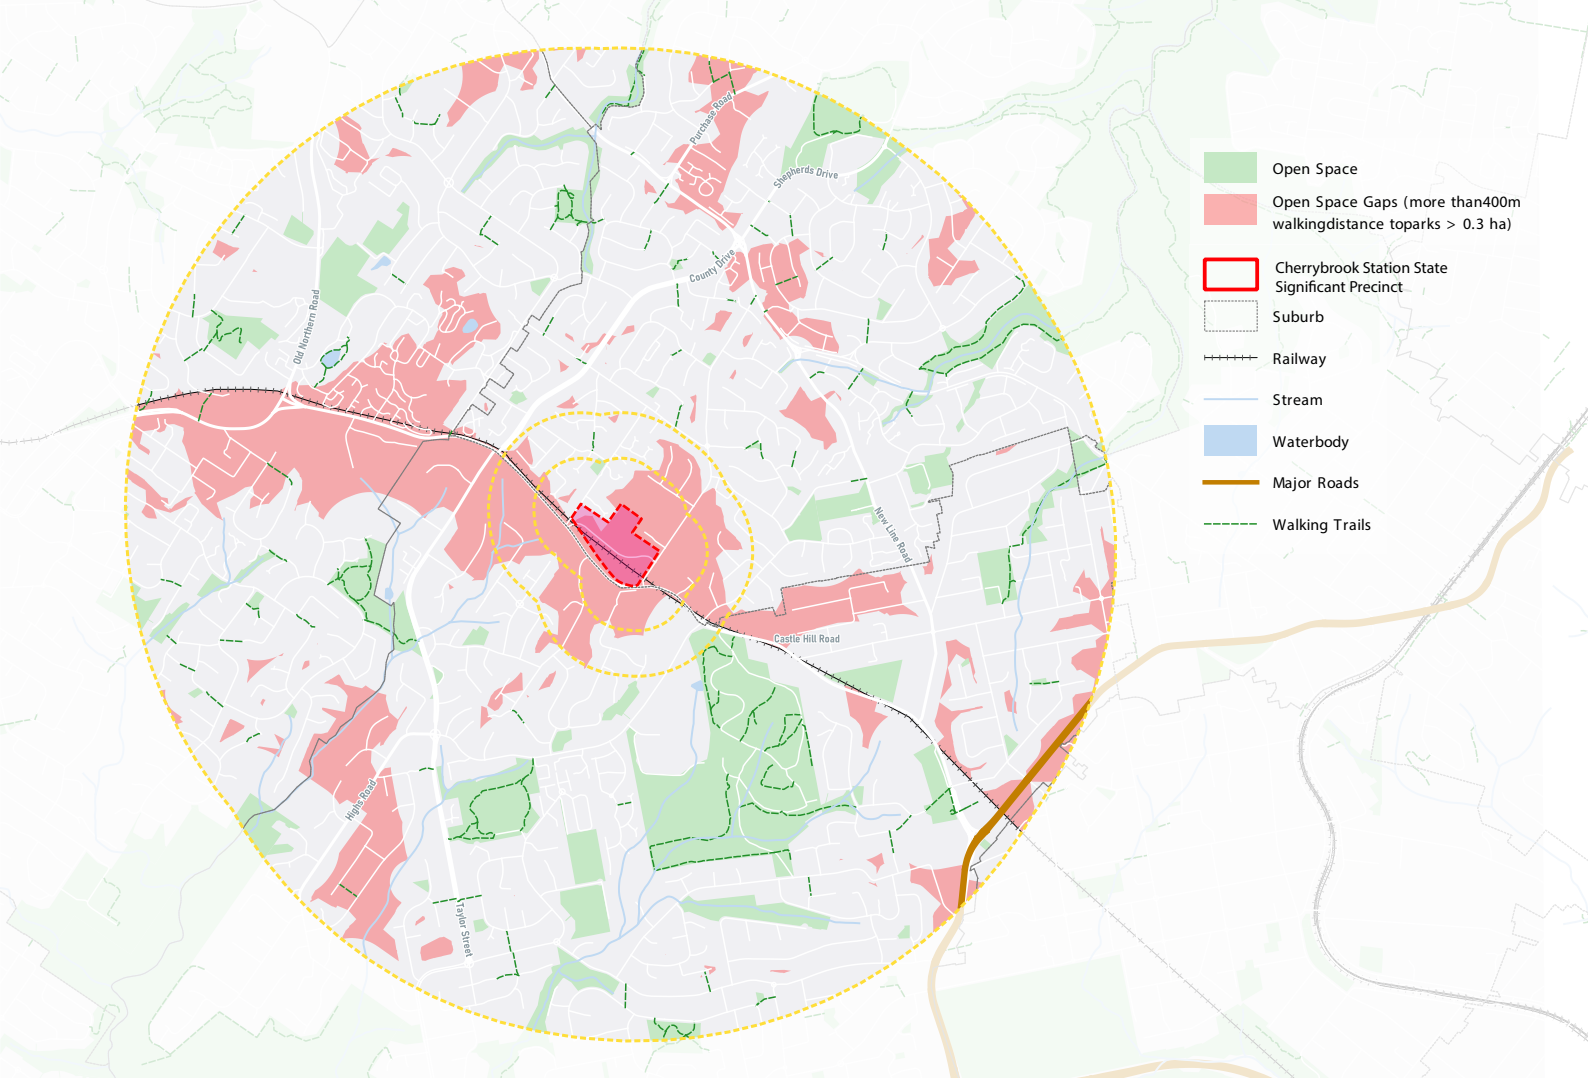 Purchase Road
Shepherds Drive
County Drive
Old Northern Road
New Line Road
Castle Hill Road
Highs Road
Taylor Street
Open Space
Open Space Gaps (more than400m
walkingdistance toparks > 0.3 ha)
Cherrybrook Station State
Significant Precinct
Suburb
Railway
Stream
Waterbody
Major Roads
Walking Trails